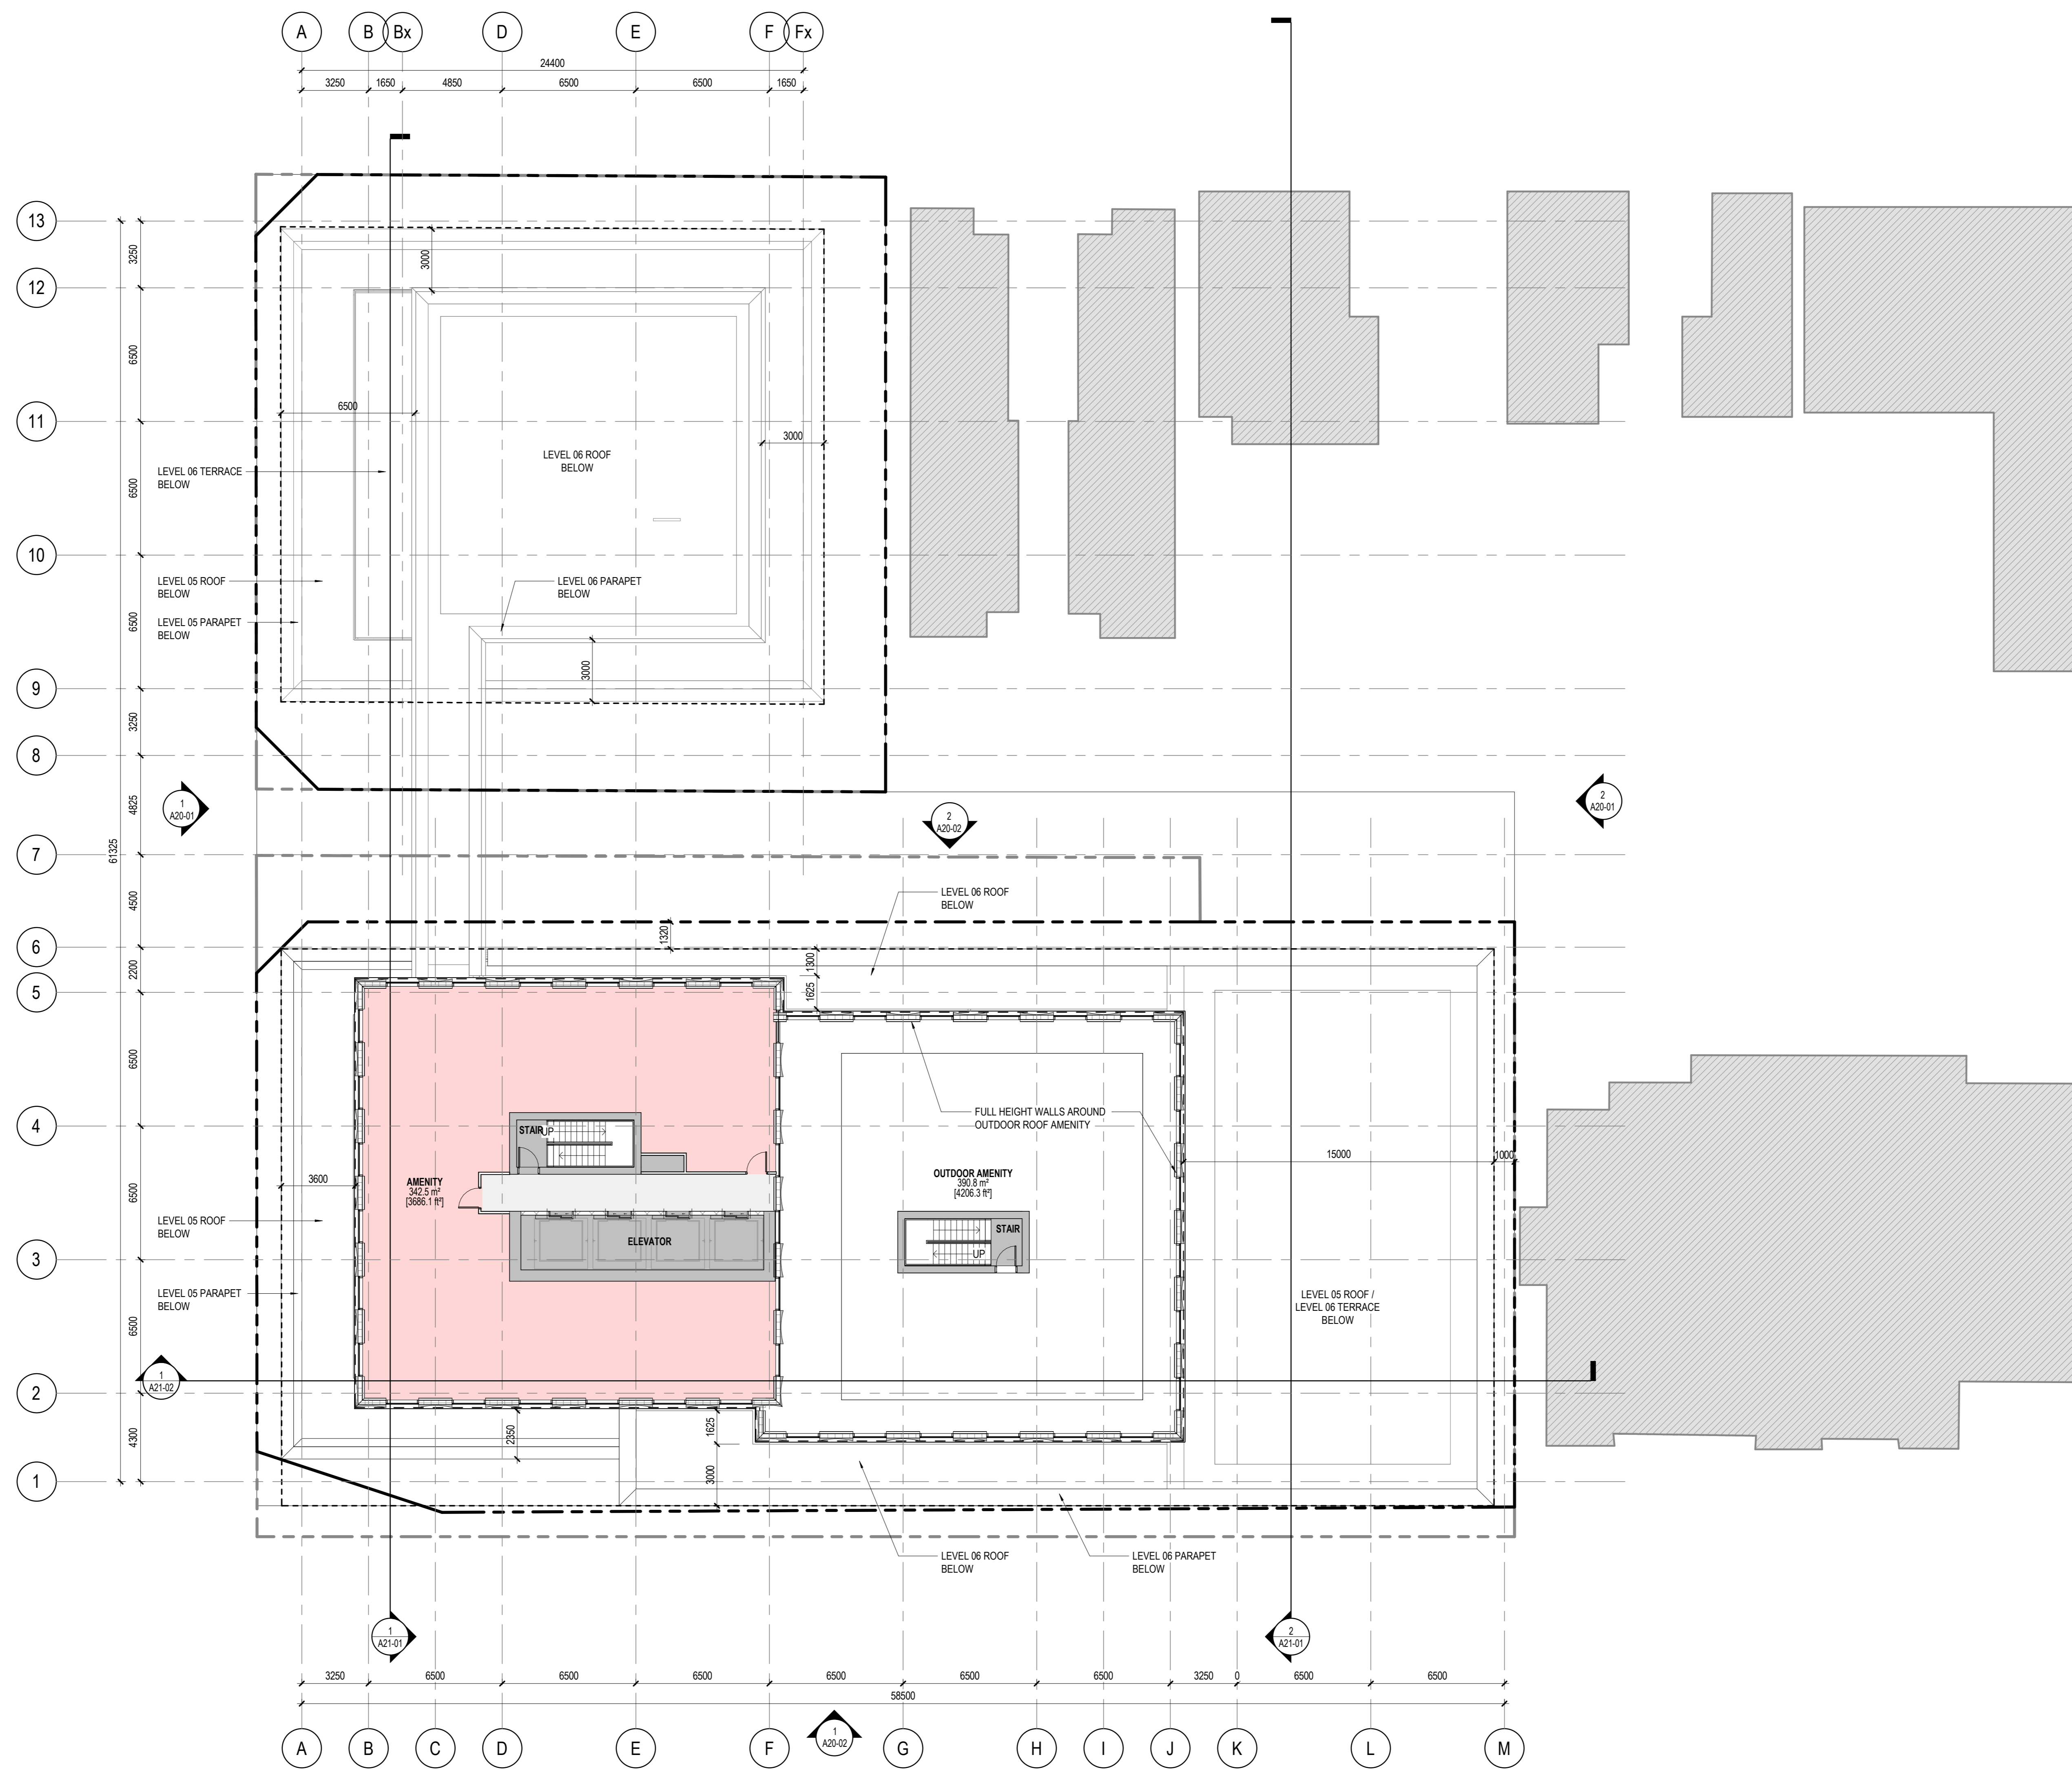 A B Bx D E F Fx
24400
3250 1650 4850 6500 6500 1650
13
12
11
10
9
8
7
6
5
4
3
2
1
3250
6500
6500
6500
3250
4825
4500
2200
6500
6500
6500
4300
61325
3000
6500
3000
LEVEL 06 ROOF
BELOW
LEVEL 06 TERRACE
BELOW
LEVEL 05 ROOF
BELOW
LEVEL 05 PARAPET
BELOW
LEVEL 06 PARAPET
BELOW
3000
1
A20-01
2
A20-02
2
A20-01
LEVEL 06 ROOF
BELOW
1320
1300
1625
FULL HEIGHT WALLS AROUND
OUTDOOR ROOF AMENITY
STAIR
UP
AMENITY
342.5 m²
[3686.1 ft²]
3600
OUTDOOR AMENITY
390.8 m²
[4206.3 ft²]
15000
1000
LEVEL 05 ROOF
BELOW
ELEVATOR
STAIR
UP
LEVEL 05 PARAPET
BELOW
LEVEL 05 ROOF /
LEVEL 06 TERRACE
BELOW
1
A21-02
2350
1625
3000
LEVEL 06 ROOF
BELOW
LEVEL 06 PARAPET
BELOW
1
A21-01
2
A21-01
3250 6500 6500 6500 6500 6500 6500 3250 0 6500 6500
58500
1
A20-02
A B C D E F G H I J K L M